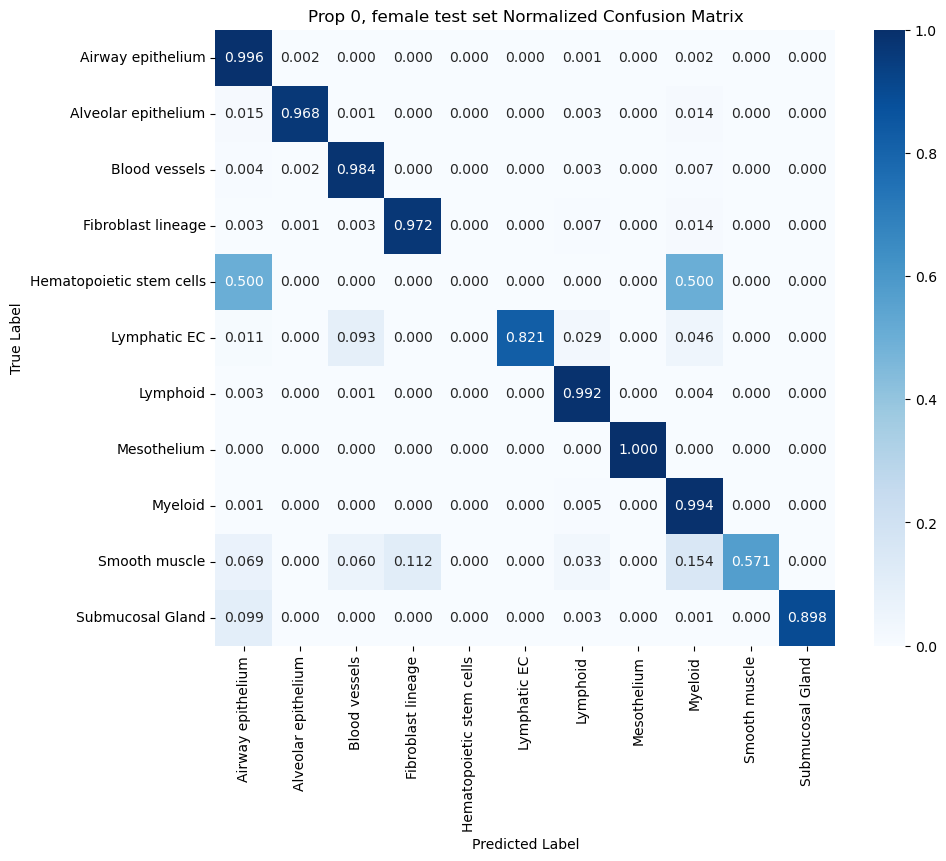 Prop 0, female test set Normalized Confusion Matrix
Airway epithelium 0.996 0.002 0.000 0.000 0.000 0.000 0.001 0.000 0.002 0.000 0.000
Alveolar epithelium 0.015 0.968 0.001 0.000 0.000 0.000 0.003 0.000 0.014 0.000 0.000
Blood vessels 0.004 0.002 0.984 0.000 0.000 0.000 0.003 0.000 0.007 0.000 0.000
Fibroblast lineage 0.003 0.001 0.003 0.972 0.000 0.000 0.007 0.000 0.014 0.000 0.000
Hematopoietic stem cells 0.500 0.000 0.000 0.000 0.000 0.000 0.000 0.000 0.500 0.000 0.000
Lymphatic EC 0.011 0.000 0.093 0.000 0.000 0.821 0.029 0.000 0.046 0.000 0.000
Lymphoid 0.003 0.000 0.001 0.000 0.000 0.000 0.992 0.000 0.004 0.000 0.000
Mesothelium 0.000 0.000 0.000 0.000 0.000 0.000 0.000 1.000 0.000 0.000 0.000
Myeloid 0.001 0.000 0.000 0.000 0.000 0.000 0.005 0.000 0.994 0.000 0.000
Smooth muscle 0.069 0.000 0.060 0.112 0.000 0.000 0.033 0.000 0.154 0.571 0.000
Submucosal Gland 0.099 0.000 0.000 0.000 0.000 0.000 0.003 0.000 0.001 0.000 0.898
True Label
Airway epithelium
Alveolar epithelium
Blood vessels
Fibroblast lineage
Hematopoietic stem cells
Lymphatic EC
Lymphoid
Mesothelium
Myeloid
Smooth muscle
Submucosal Gland
Predicted Label
1.0
0.8
0.6
0.4
0.2
0.0